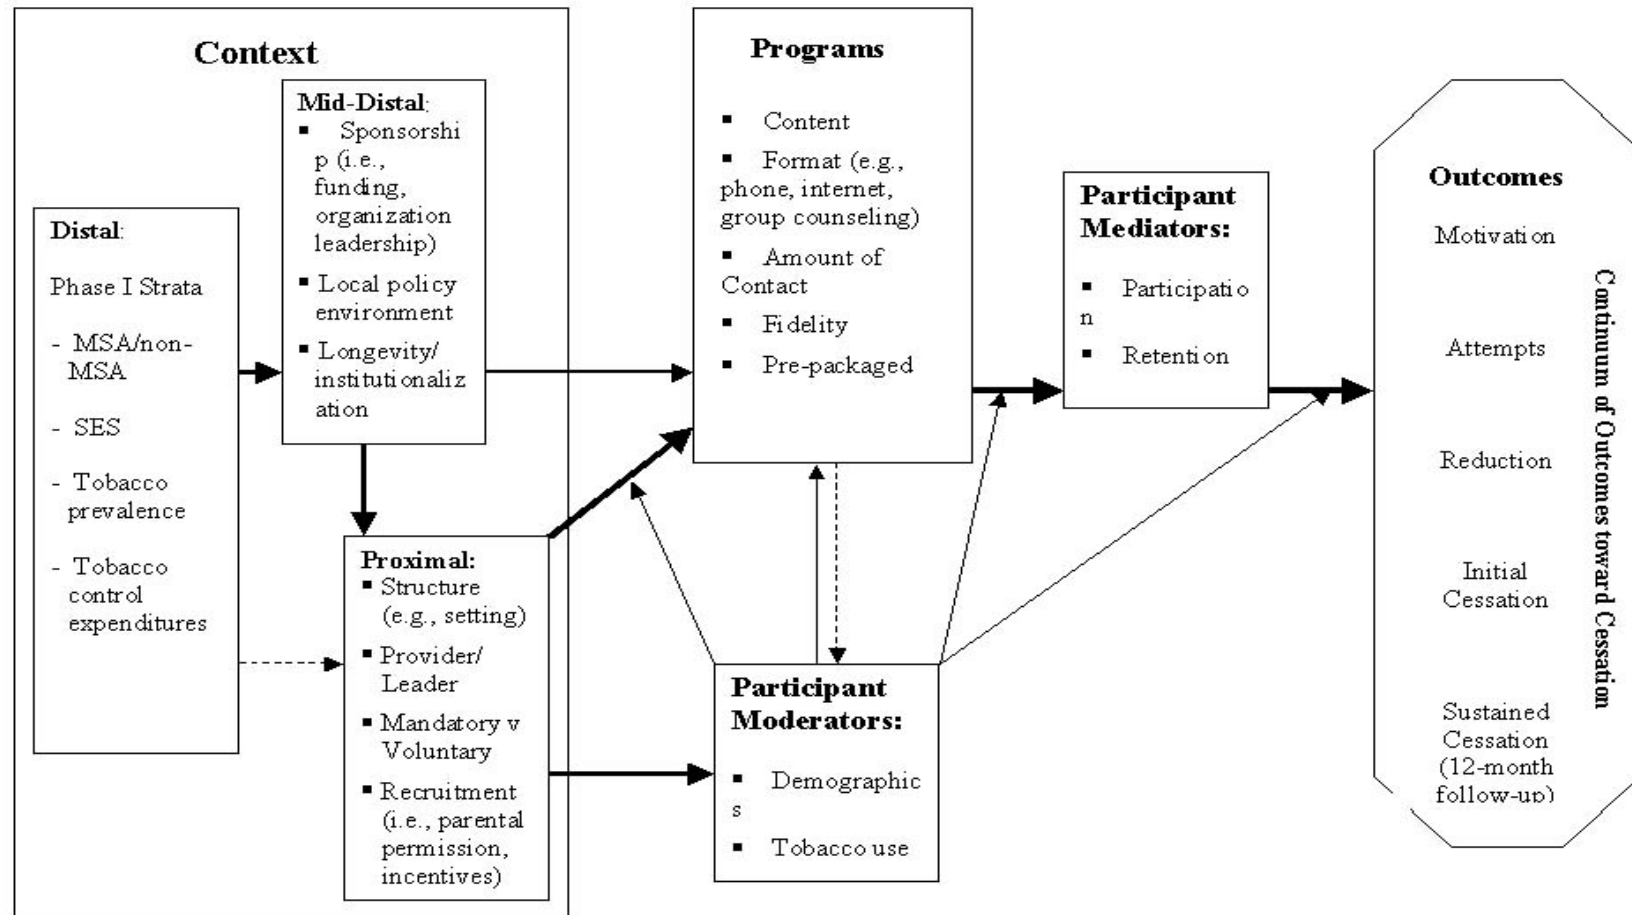 Context
Distal:
Phase I Strata
- MSA/non-
MSA
- SES
- Tobacco
prevalence
- Tobacco
control
expenditures
Mid-Distal:
▪ Sponsorshi
p (i.e.,
funding,
organization
leadership)
▪ Local policy
environment
▪ Longevity/
institutionaliz
ation
Proximal:
▪ Structure
(e.g., setting)
▪ Provider/
Leader
▪ Mandatory v
Voluntary
▪ Recruitment
(i.e., parental
permission,
incentives)
Programs
▪ Content
▪ Format (e.g.,
phone, internet,
group counseling)
▪ Amount of
Contact
▪ Fidelity
▪ Pre-packaged
Participant
Moderators:
▪ Demographic
s
▪ Tobacco use
Participant
Mediators:
▪ Participatio
n
▪ Retention
Outcomes
Motivation
Attempts
Reduction
Initial
Cessation
Sustained
Cessation
(12-month
follow-up)
Continuum of Outcomes toward Cessation